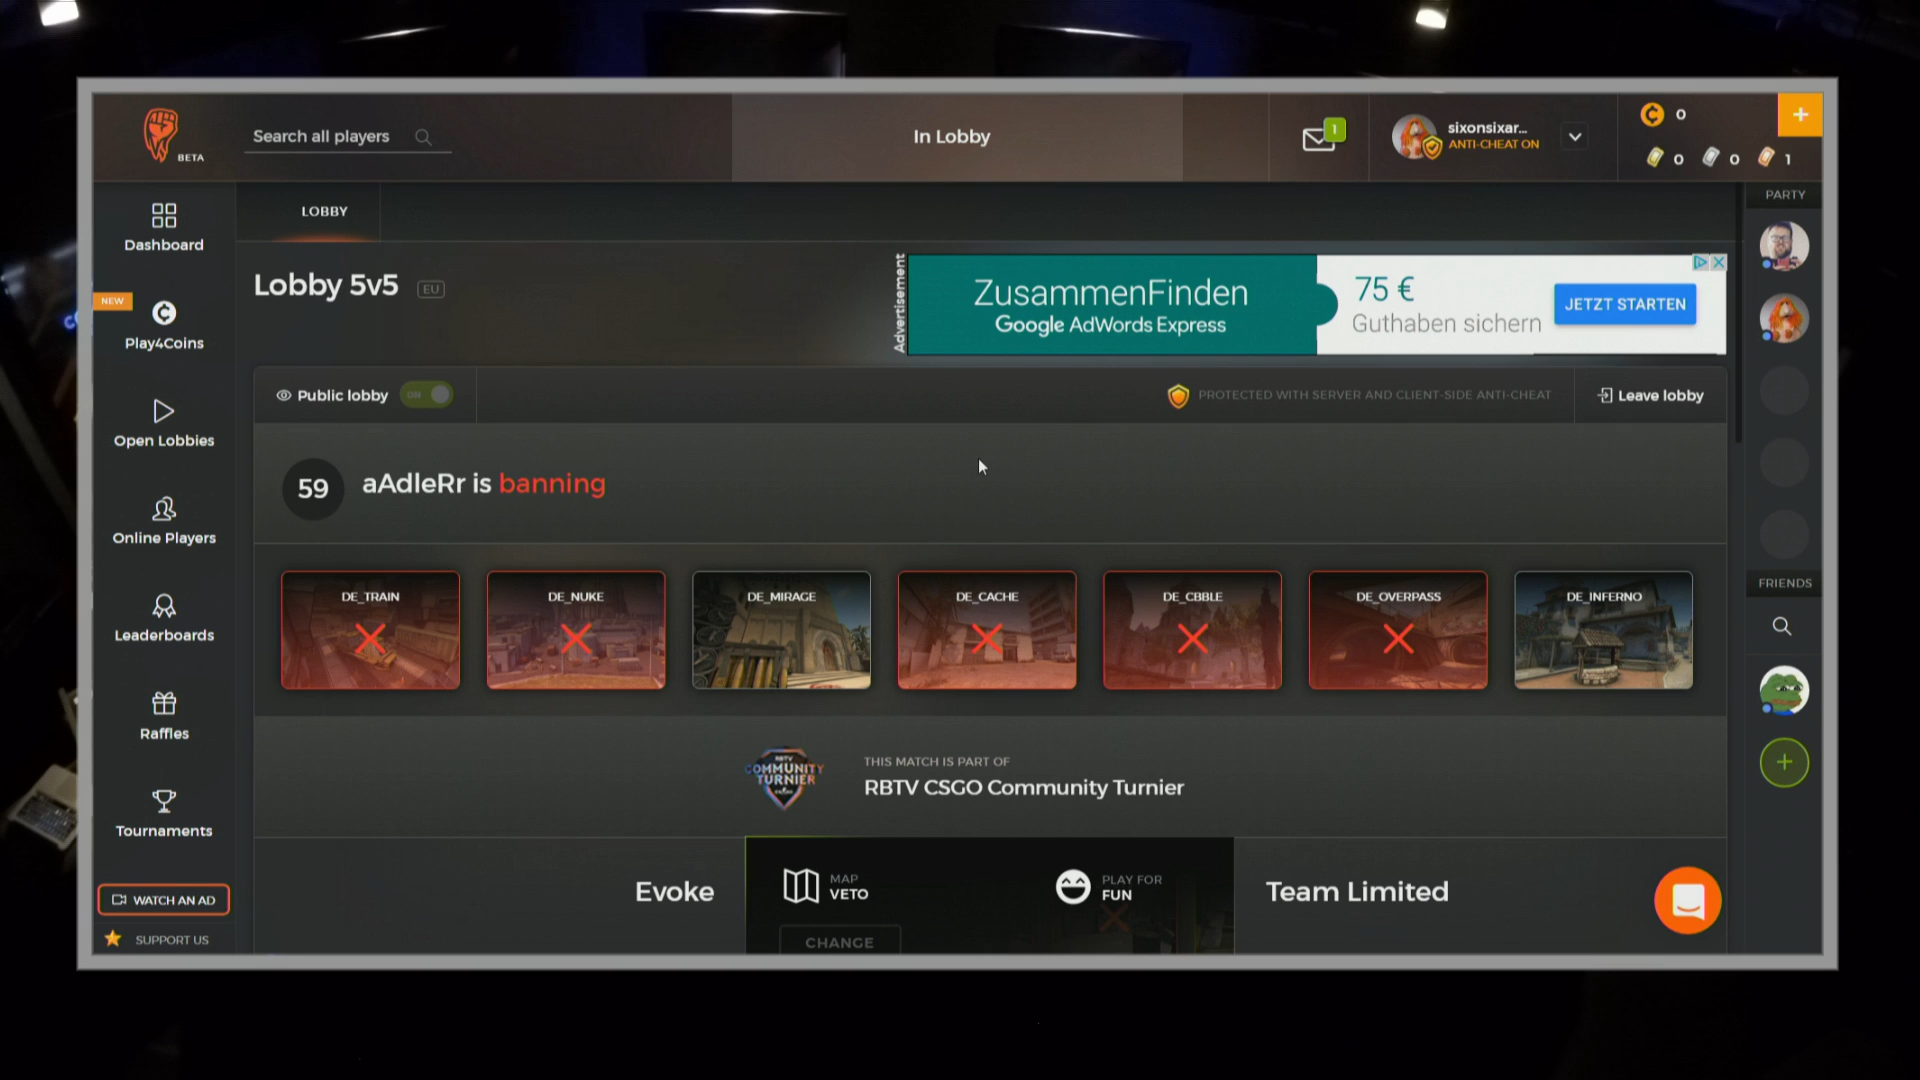 BETA
Search all players
In Lobby
1
sixonsixar...
ANTI-CHEAT ON
0
0
0
1
Dashboard
NEW
Play4Coins
Open Lobbies
Online Players
Leaderboards
Raffles
Tournaments
WATCH AN AD
SUPPORT US
LOBBY
Lobby 5v5 EU
Advertisement
ZusammenFinden
Google AdWords Express
75 €
Guthaben sichern
JETZT STARTEN
Public lobby ON
PROTECTED WITH SERVER AND CLIENT-SIDE ANTI-CHEAT
Leave lobby
59 aAdleRr is banning
DE_TRAIN
DE_NUKE
DE_MIRAGE
DE_CACHE
DE_CBBLE
DE_OVERPASS
DE_INFERNO
RBTV
COMMUNITY
TURNIER
THIS MATCH IS PART OF
RBTV CSGO Community Turnier
Evoke
MAP
VETO
CHANGE
PLAY FOR
FUN
Team Limited
PARTY
FRIENDS